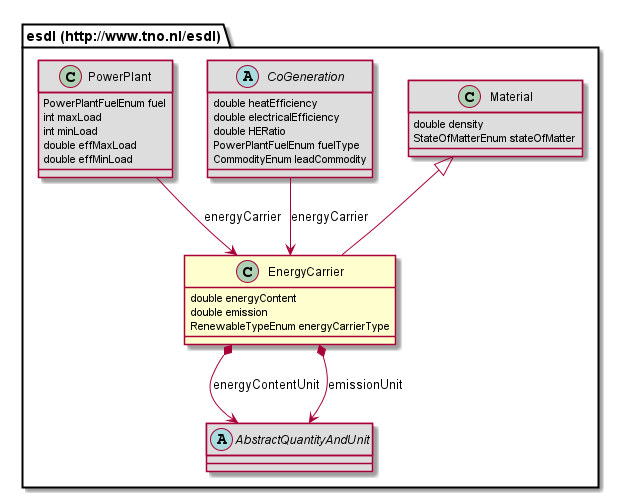 esdl (http://www.tno.nl/esdl)
C PowerPlant
PowerPlantFuelEnum fuel
int maxLoad
int minLoad
double effMaxLoad
double effMinLoad
A CoGeneration
double heatEfficiency
double electricalEfficiency
double HERatio
PowerPlantFuelEnum fuelType
CommodityEnum leadCommodity
C Material
double density
StateOfMatterEnum stateOfMatter
energyCarrier
energyCarrier
C EnergyCarrier
double energyContent
double emission
RenewableTypeEnum energyCarrierType
energyContentUnit
emissionUnit
A AbstractQuantityAndUnit